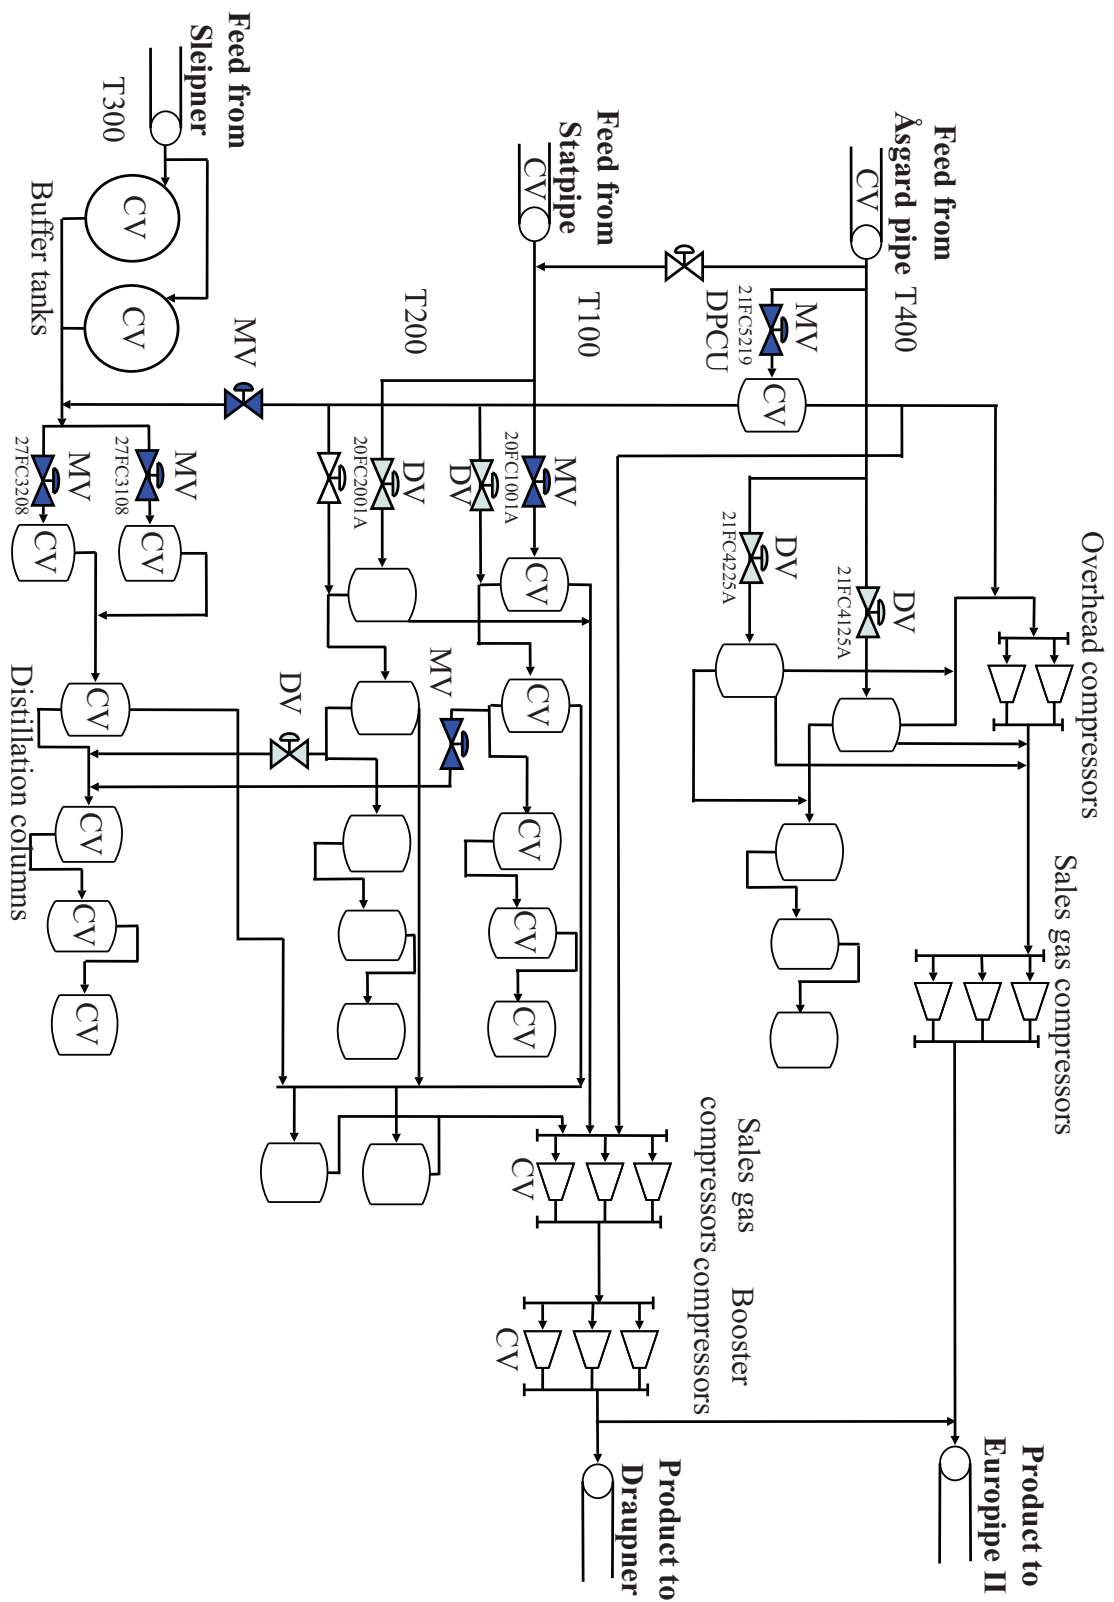 Overhead compressors
Sales gas compressors
Product to
Europipe II
Feed from
Åsgard pipe
T400
CV
DV
21FC4125A
MV
21FC5219
DPCU
CV
DV
21FC4225A
Sales gas
compressors
Booster
compressors
Product to
Draupner
Feed from
Statpipe
CV
T100
MV
20FC1001A
CV
CV
CV
CV
CV
CV
CV
DV
T200
DV
20FC2001A
MV
DV
Feed from
Sleipner
T300
MV
CV
CV
Buffer tanks
MV
27FC3108
CV
MV
27FC3208
CV
CV
CV
CV
CV
Distillation columns